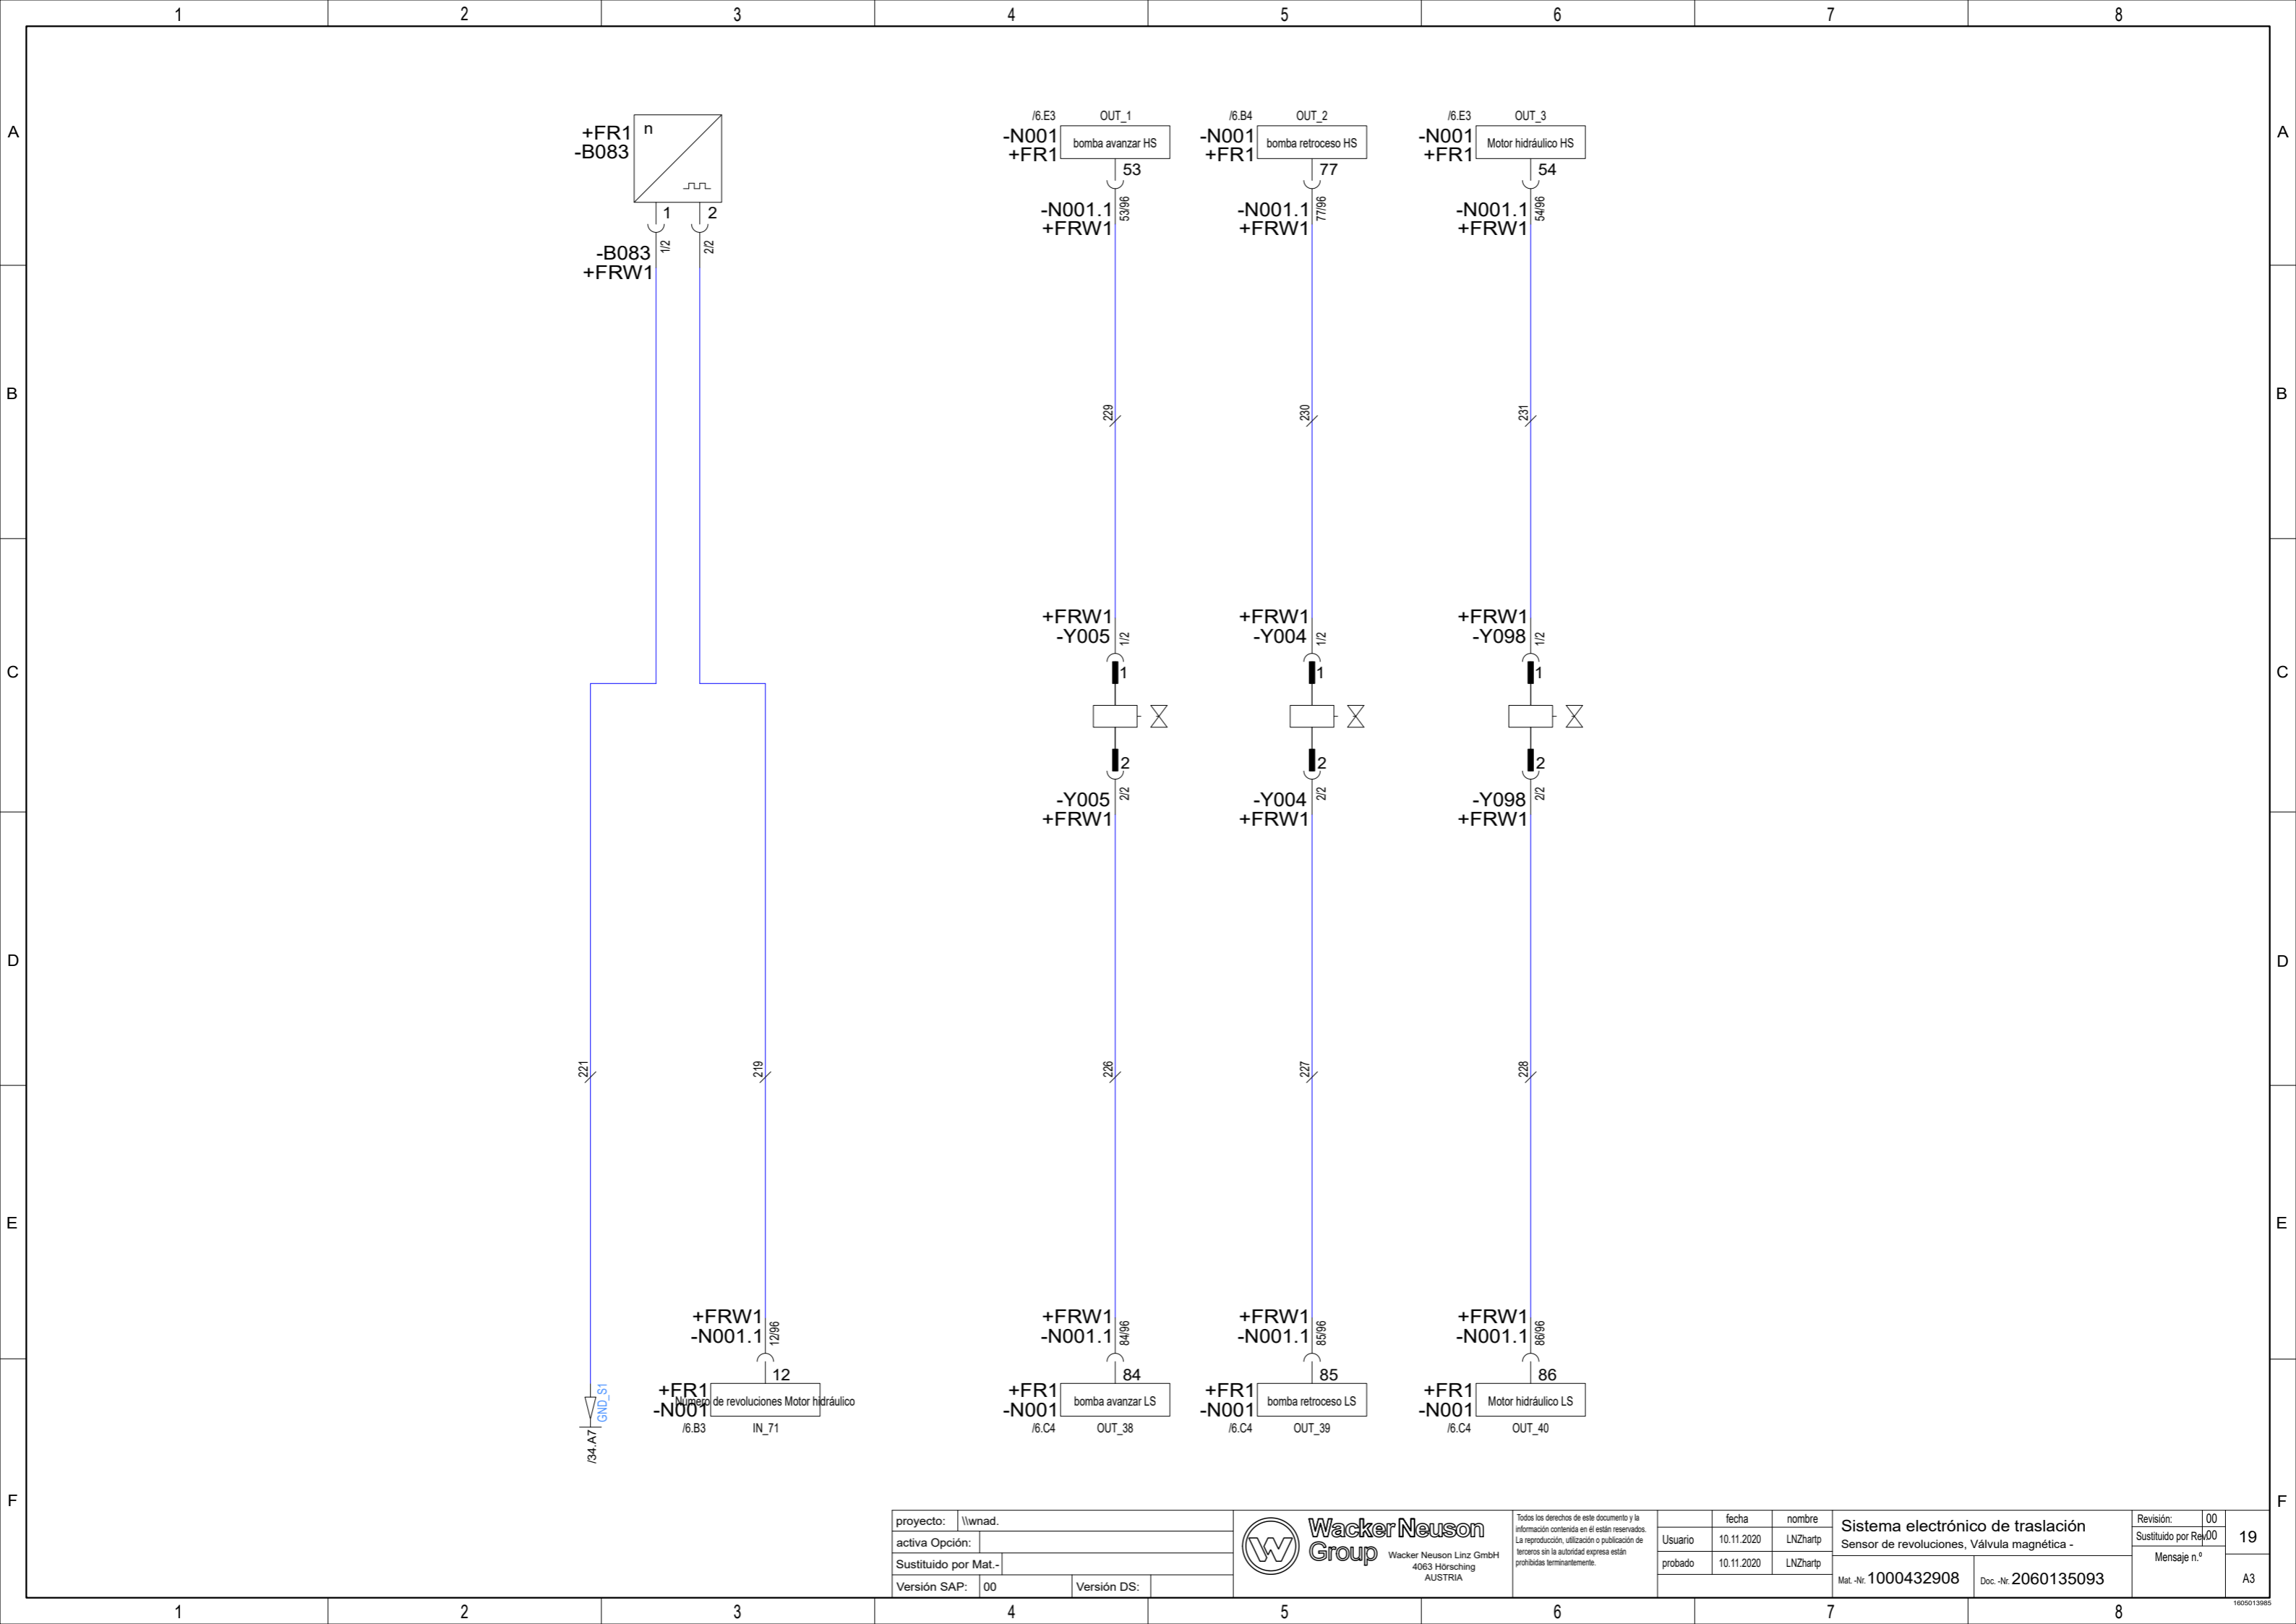 1 2 3 4 5 6 7 8
A A
B B
C C
D D
E E
F F
+FR1
-B083
n
1 2
1/2 2/2
-B083
+FRW1
/6.E3 OUT_1
-N001
+FR1
bomba avanzar HS
53
-N001.1
+FRW1
53/96
/6.B4 OUT_2
-N001
+FR1
bomba retroceso HS
77
-N001.1
+FRW1
77/96
/6.E3 OUT_3
-N001
+FR1
Motor hidráulico HS
54
-N001.1
+FRW1
54/96
229 230 231
+FRW1
-Y005
1/2
1
2
-Y005
+FRW1
2/2
+FRW1
-Y004
1/2
1
2
-Y004
+FRW1
2/2
+FRW1
-Y098
1/2
1
2
-Y098
+FRW1
2/2
221 219 226 227 228
GND_S1
/34.A7
+FRW1
-N001.1
12/96
12
+FR1
-N001
Número de revoluciones Motor hidráulico
/6.B3 IN_71
+FRW1
-N001.1
84/96
84
+FR1
-N001
bomba avanzar LS
/6.C4 OUT_38
+FRW1
-N001.1
85/96
85
+FR1
-N001
bomba retroceso LS
/6.C4 OUT_39
+FRW1
-N001.1
86/96
86
+FR1
-N001
Motor hidráulico LS
/6.C4 OUT_40
proyecto: \\wnad.
activa Opción:
Sustituido por Mat.-
Versión SAP: 00 Versión DS:
W
Wacker Neuson
Group
Wacker Neuson Linz GmbH
4063 Hörsching
AUSTRIA
Todos los derechos de este documento y la
información contenida en él están reservados.
La reproducción, utilización o publicación de
terceros sin la autoridad expresa están
prohibidas terminantemente.
fecha nombre
Usuario 10.11.2020 LNZhartp
probado 10.11.2020 LNZhartp
Sistema electrónico de traslación
Sensor de revoluciones, Válvula magnética -
Mat. -Nr. 1000432908 Doc. -Nr. 2060135093
Revisión: 00
Sustituido por Rev. 00
Mensaje n.º
19
A3
1605013985
1 2 3 4 5 6 7 8